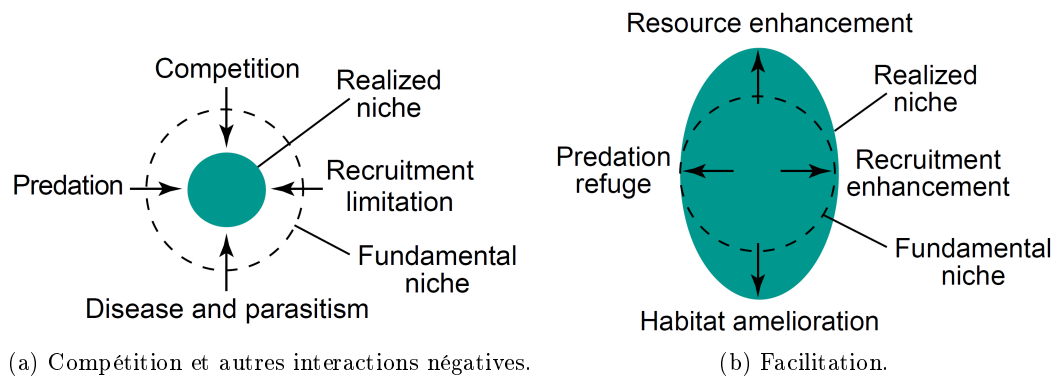 Competition
Realized
niche
Predation
Recruitment
limitation
Fundamental
niche
Disease and parasitism
(a) Compétition et autres interactions négatives.
Resource enhancement
Realized
niche
Predation
refuge
Recruitment
enhancement
Fundamental
niche
Habitat amelioration
(b) Facilitation.